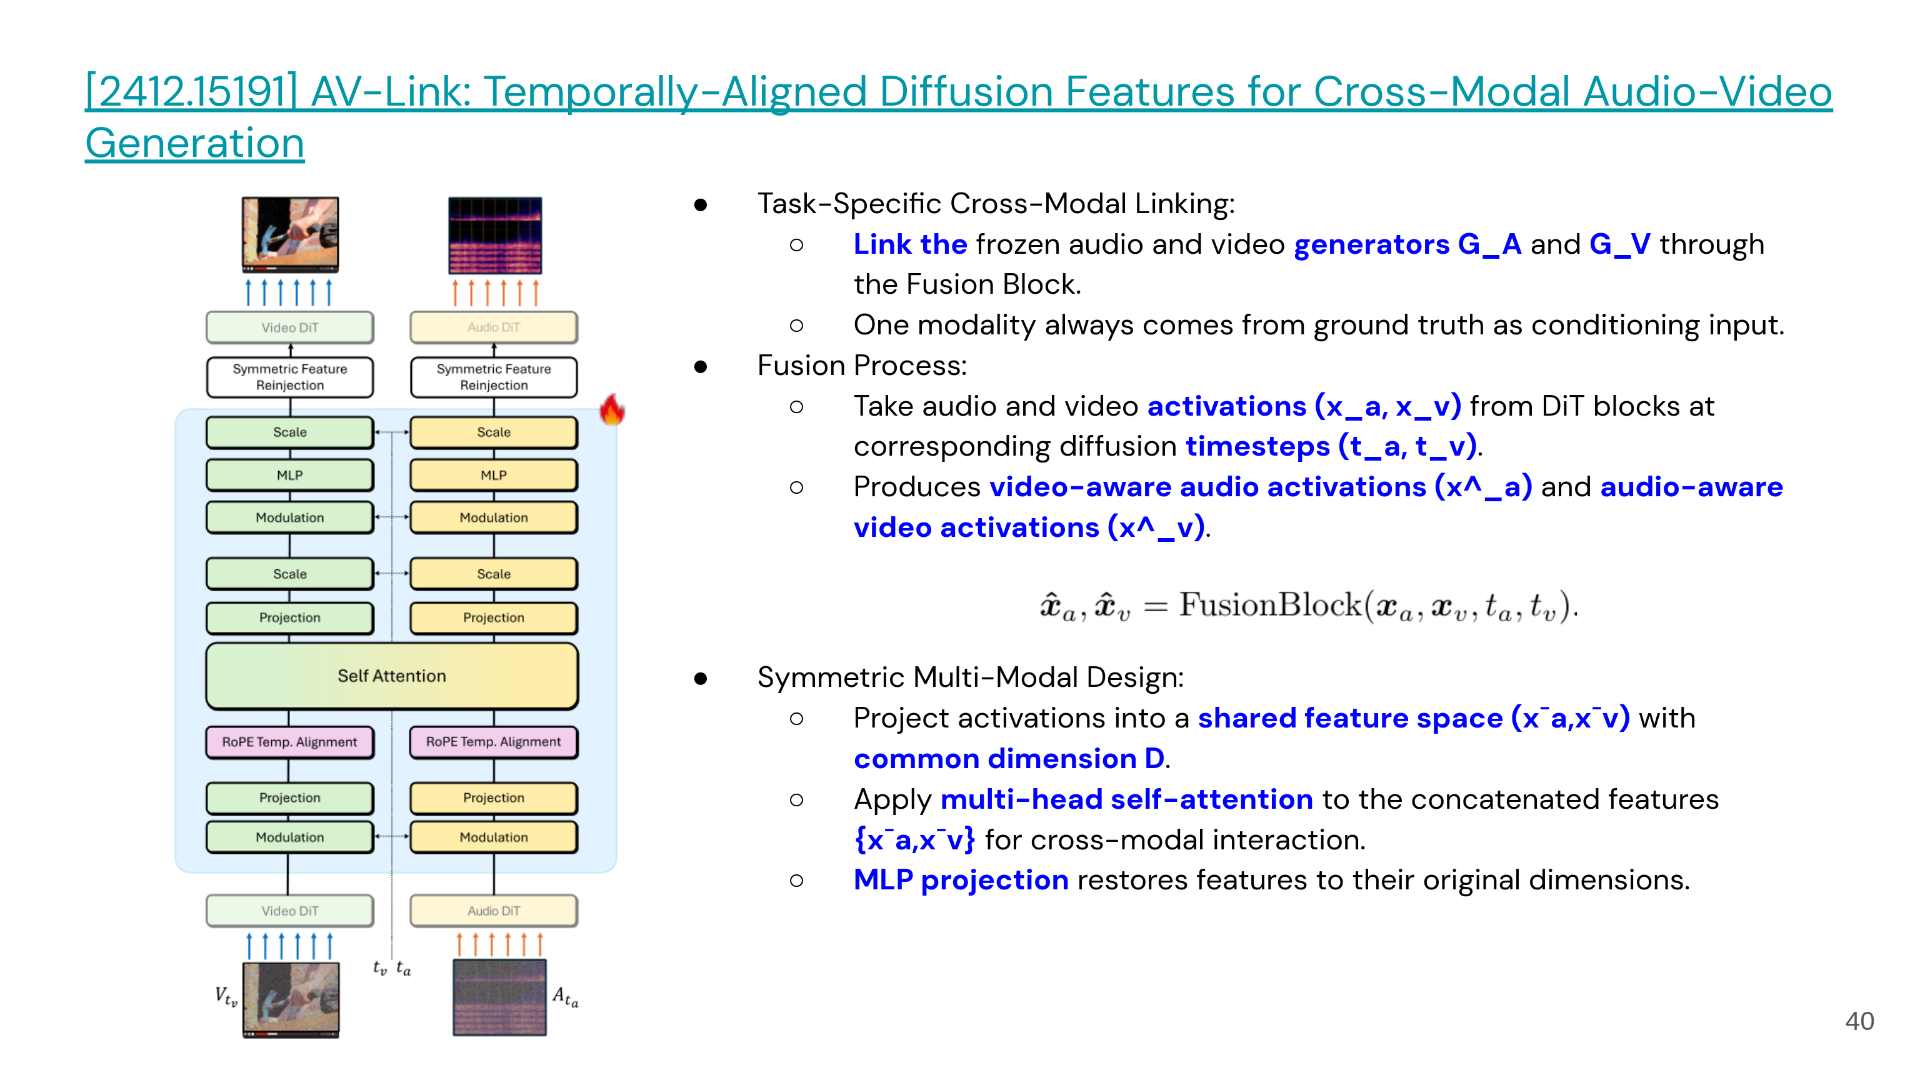 [2412.15191] AV-Link: Temporally-Aligned Diffusion Features for Cross-Modal Audio-Video
Generation
Video DiT
Audio DiT
Symmetric Feature
Reinjection
Symmetric Feature
Reinjection
Scale
Scale
MLP
MLP
Modulation
Modulation
Scale
Scale
Projection
Projection
Self Attention
RoPE Temp. Alignment
RoPE Temp. Alignment
Projection
Projection
Modulation
Modulation
Video DiT
Audio DiT
t_v t_a
V_{t_v}
A_{t_a}
● Task-Specific Cross-Modal Linking:
○ Link the frozen audio and video generators G_A and G_V through
the Fusion Block.
○ One modality always comes from ground truth as conditioning input.
● Fusion Process:
○ Take audio and video activations (x_a, x_v) from DiT blocks at
corresponding diffusion timesteps (t_a, t_v).
○ Produces video-aware audio activations (x^_a) and audio-aware
video activations (x^_v).
x̂_a, x̂_v = FusionBlock(x_a, x_v, t_a, t_v).
● Symmetric Multi-Modal Design:
○ Project activations into a shared feature space (x¯a,x¯v) with
common dimension D.
○ Apply multi-head self-attention to the concatenated features
{x¯a,x¯v} for cross-modal interaction.
○ MLP projection restores features to their original dimensions.
40